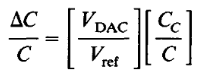 ΔC/C = [V_DAC/V_ref] [C_C/C]